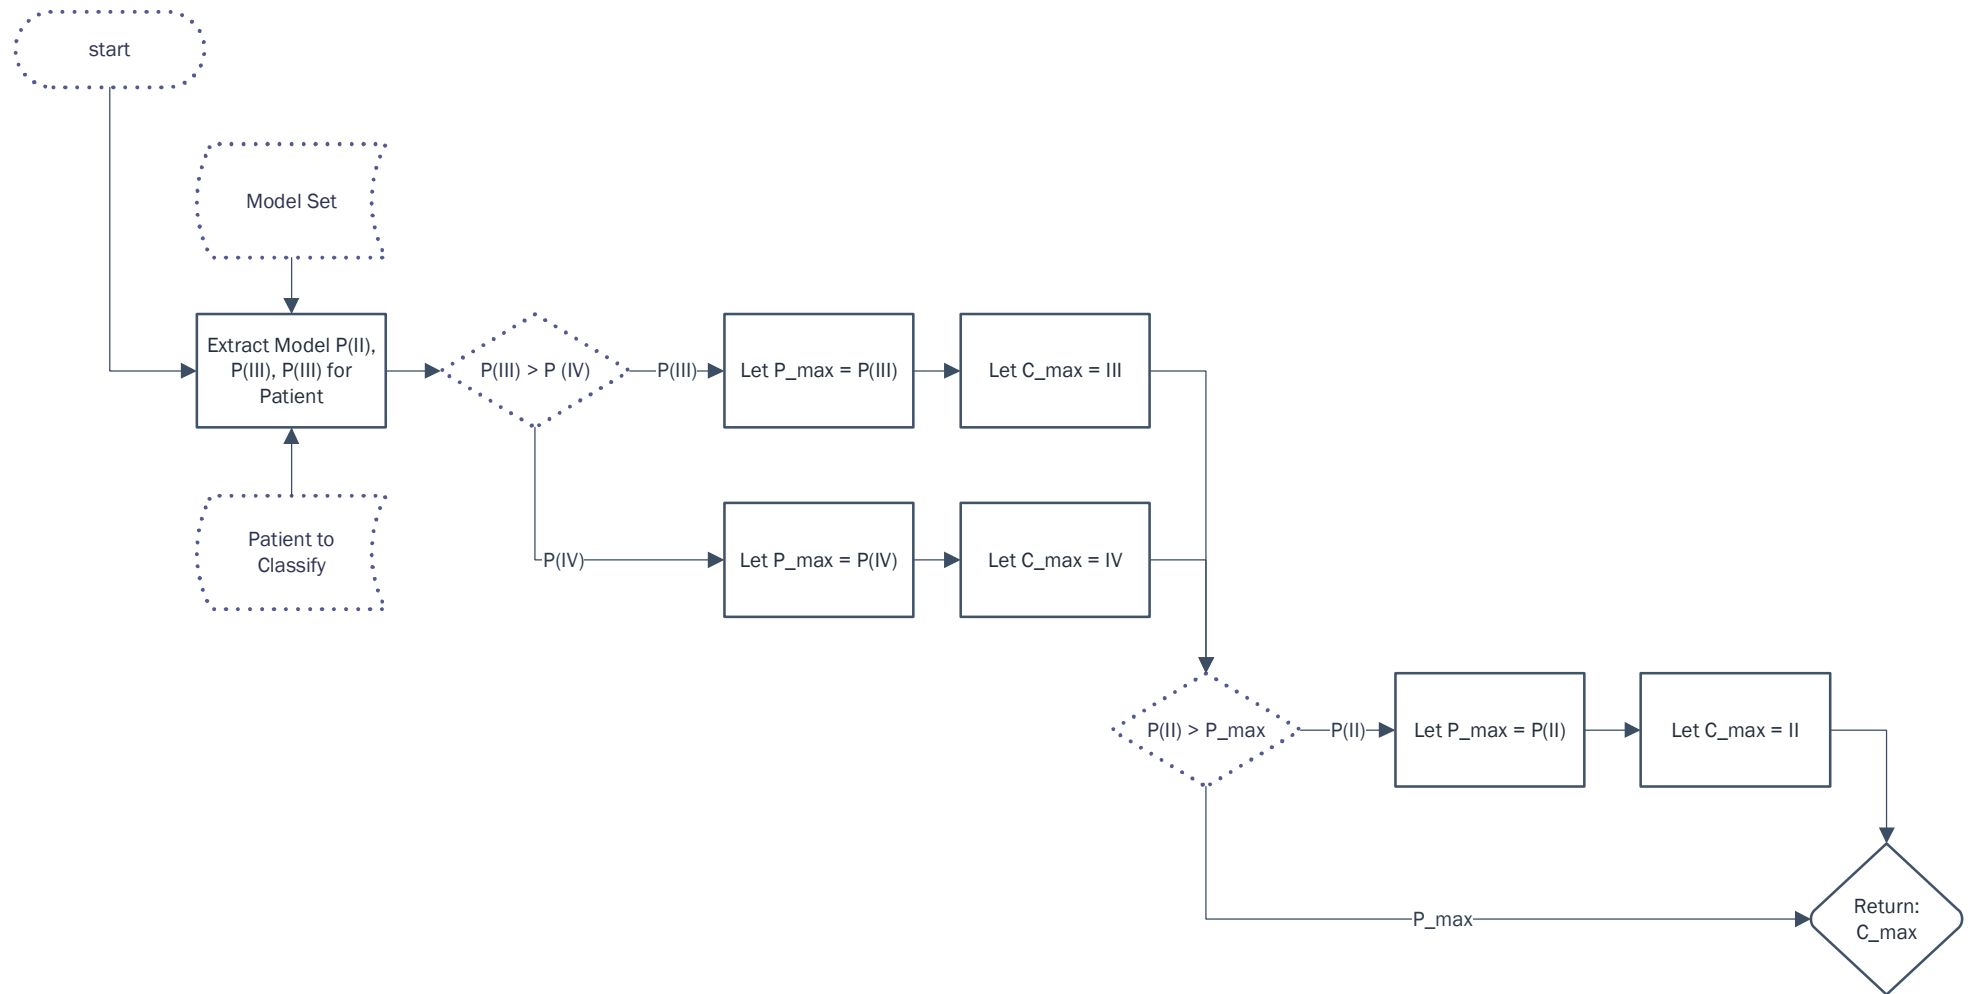 start
Model Set
Extract Model P(II),
P(III), P(III) for
Patient
P(III) > P (IV)
P(III)
Let P_max = P(III)
Let C_max = III
Patient to
Classify
P(IV)
Let P_max = P(IV)
Let C_max = IV
P(II) > P_max
P(II)
Let P_max = P(II)
Let C_max = II
P_max
Return:
C_max